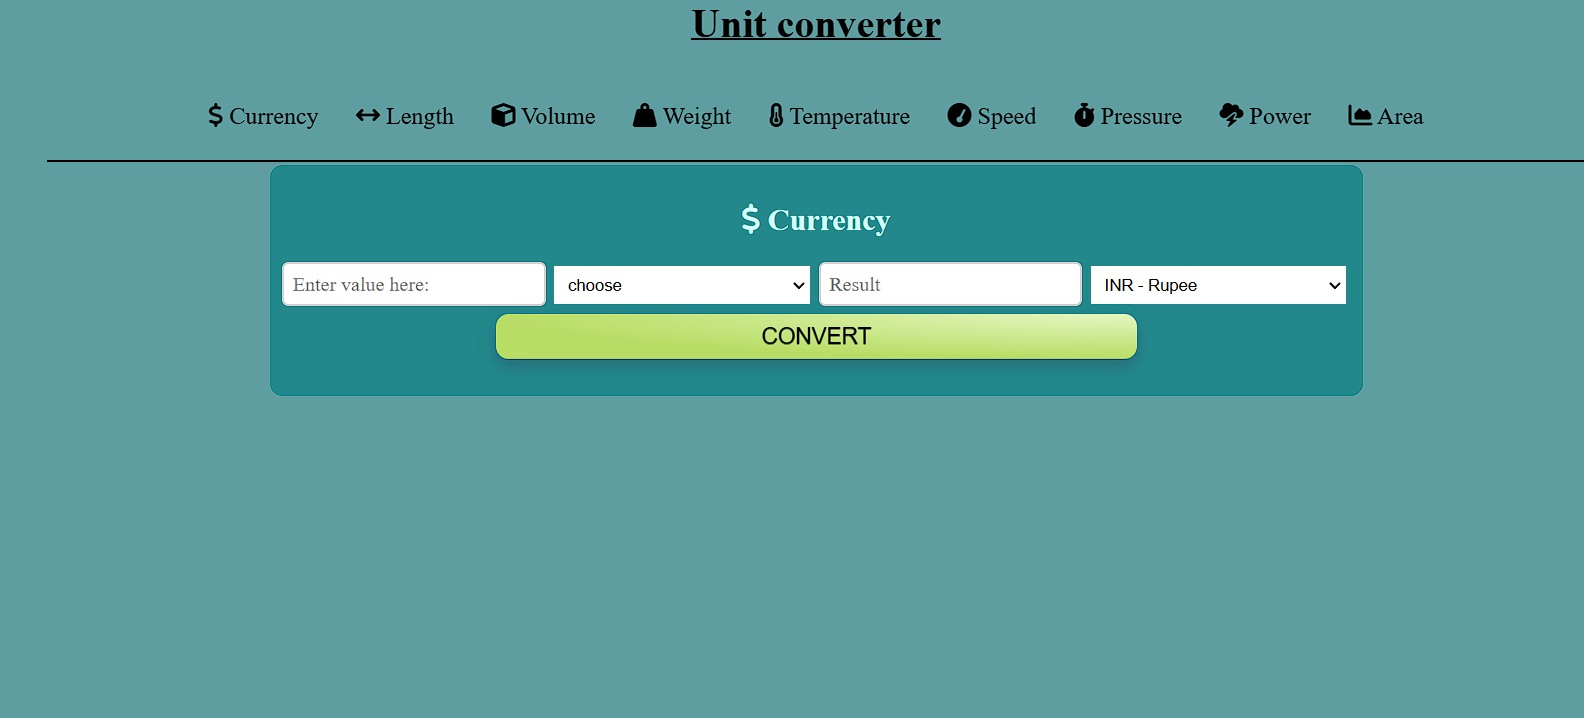 Unit converter
Currency Length Volume Weight Temperature Speed Pressure Power Area
$ Currency
Enter value here: choose Result INR - Rupee
CONVERT